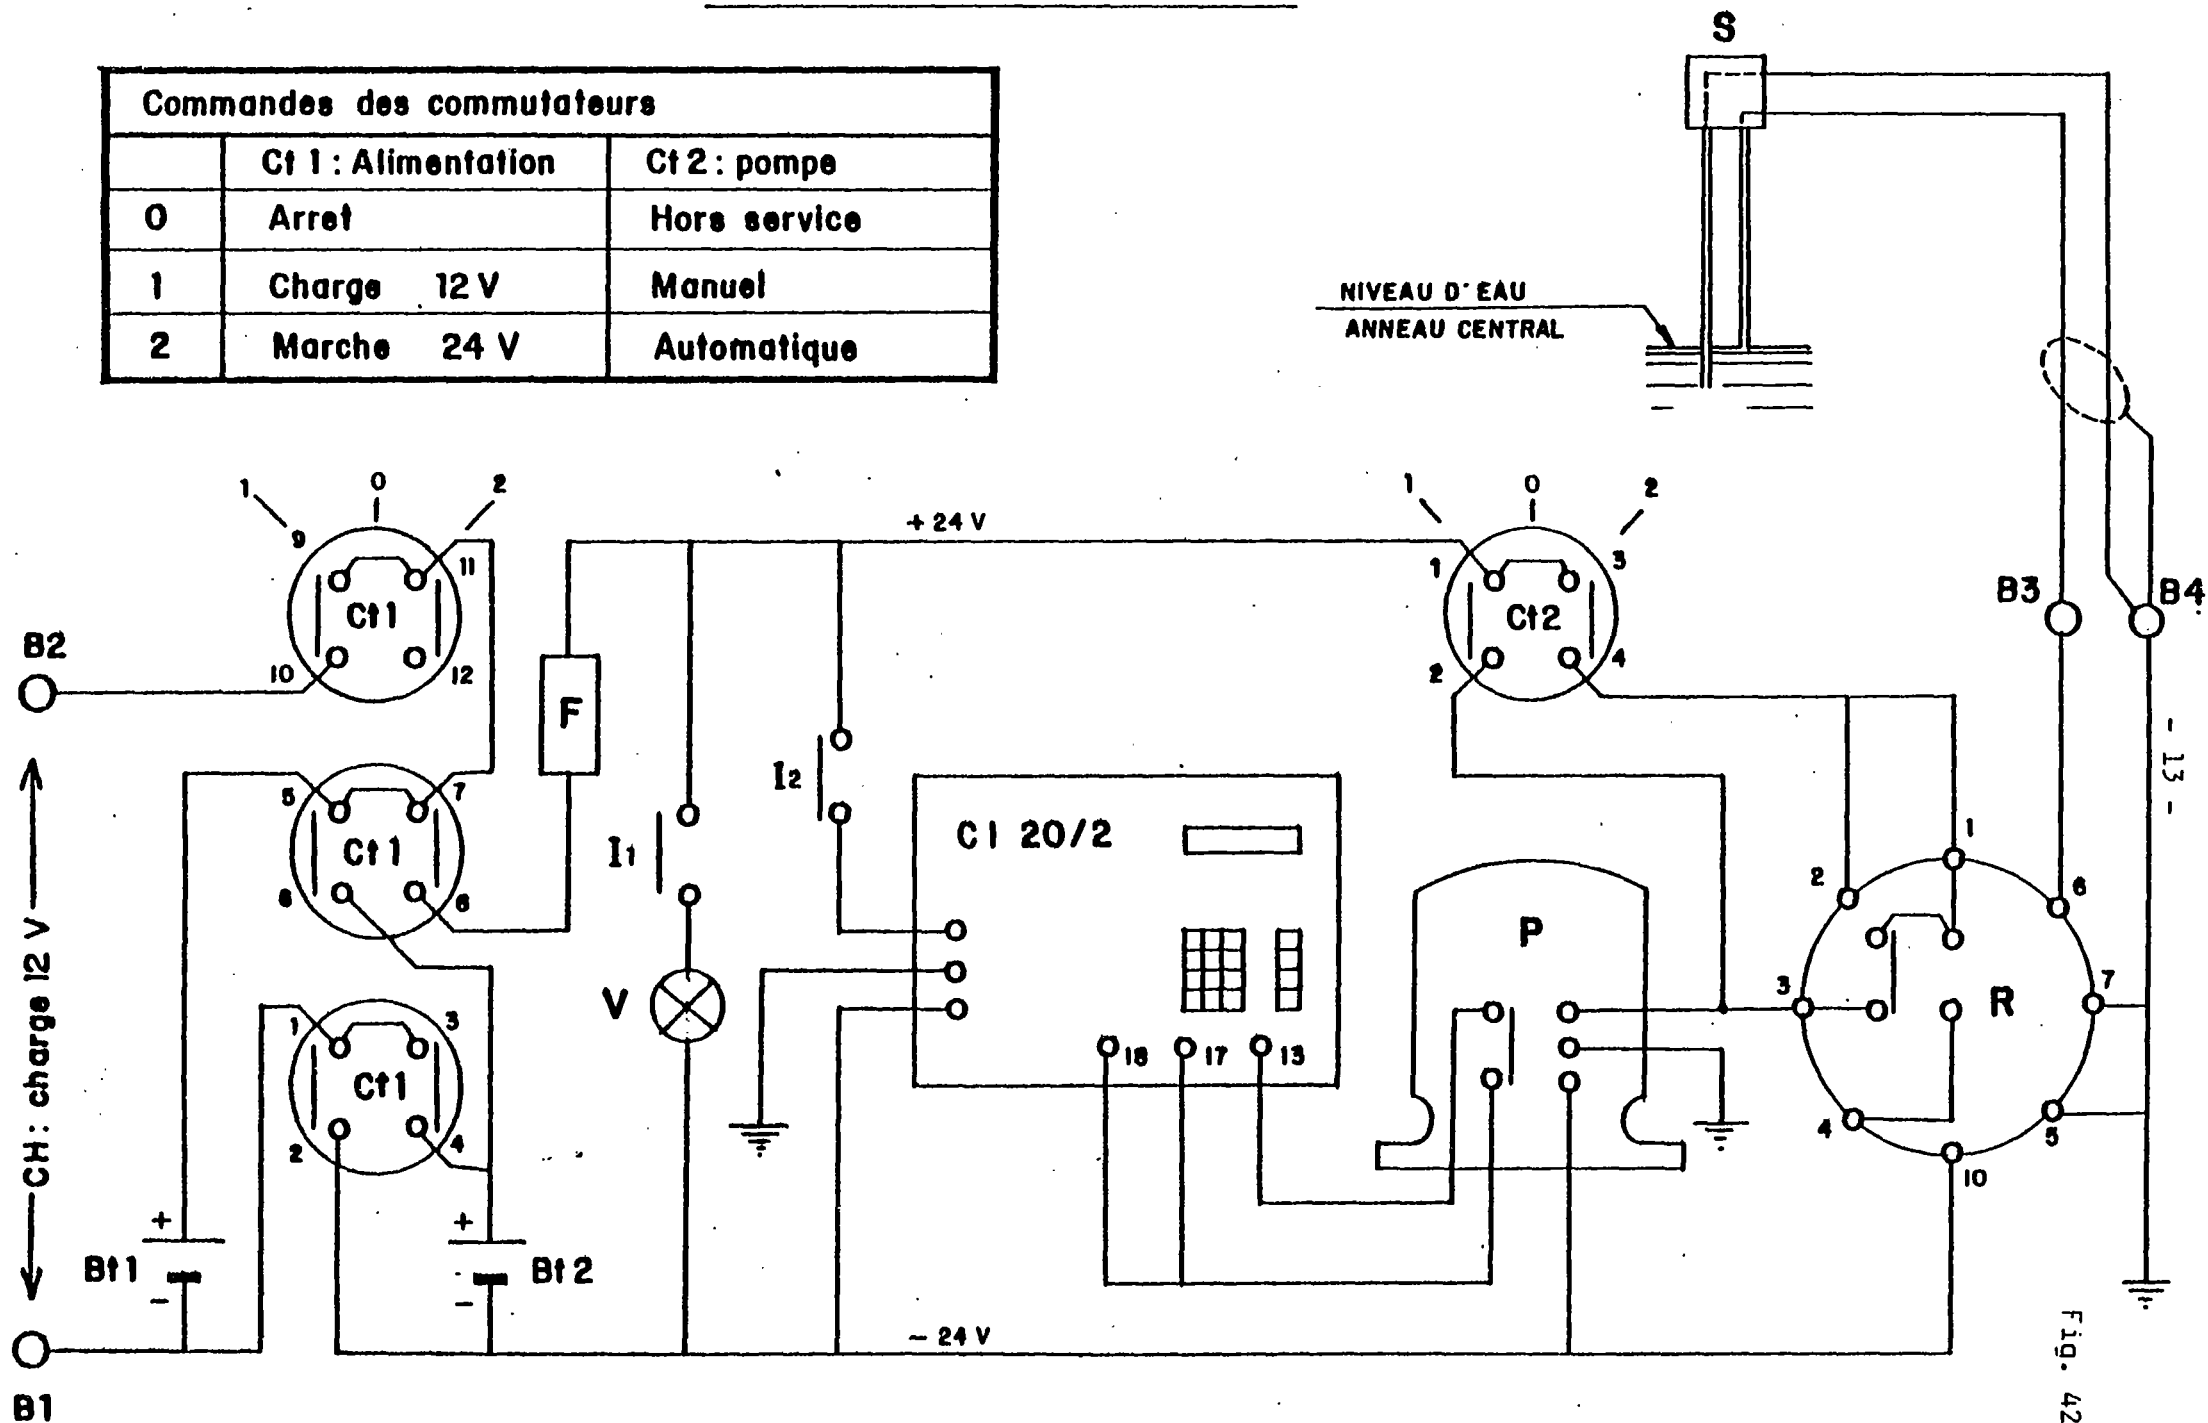 Commandes des commutateurs
Ct 1 : Alimentation Ct 2 : pompe
0 Arret Hors service
1 Charge 12 V Manuel
2 Marche 24 V Automatique
S
NIVEAU D'EAU
ANNEAU CENTRAL
1 0 2
9 11
Ct1
10 12
B2
CH: charge 12 V
5 7
Ct1
8 6
1 3
Ct1
2 4
+
Bt1
-
+
Bt2
-
B1
F
I1
V
I2
+ 24 V
- 24 V
CI 20/2
18 17 13
1 0 2
1 3
Ct2
2 4
P
B3
B4
1
2
6
3
R
7
4
5
10
- 13 -
Fig. 42